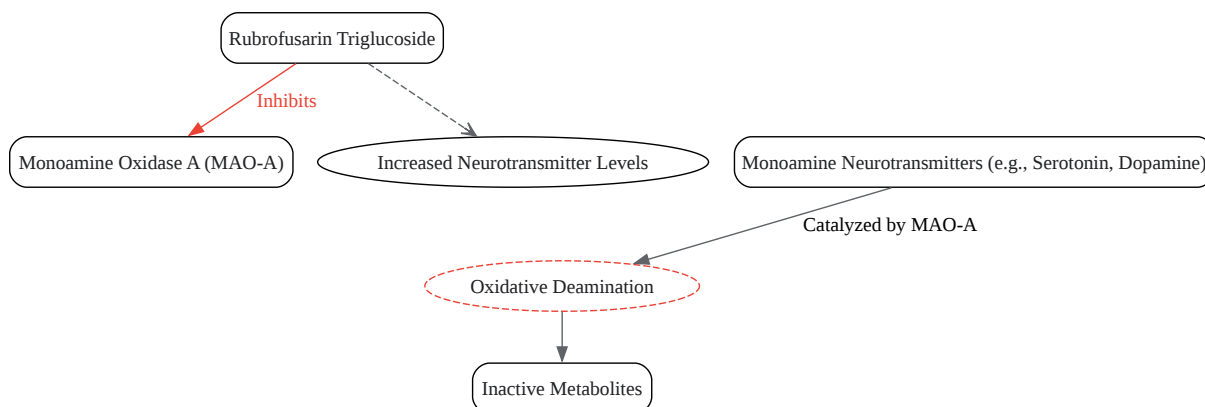 Rubrofusarin Triglucoside
Inhibits
Monoamine Oxidase A (MAO-A)
Increased Neurotransmitter Levels
Monoamine Neurotransmitters (e.g., Serotonin, Dopamine)
Catalyzed by MAO-A
Oxidative Deamination
Inactive Metabolites